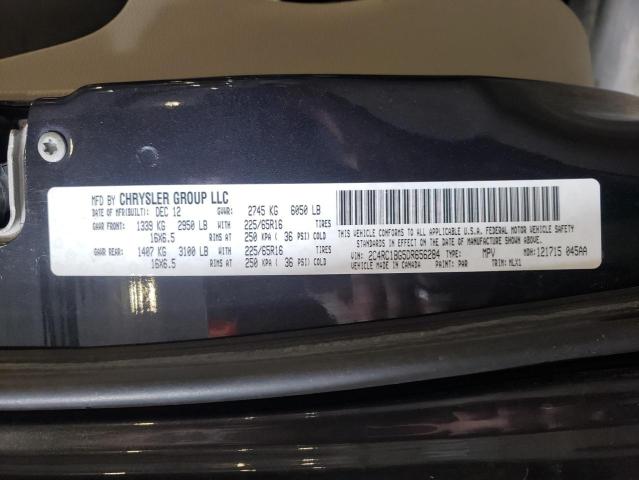 MFD BY CHRYSLER GROUP LLC
DATE OF MFR(BUILT): DEC 12 GVWR: 2745 KG 6050 LB
GAWR FRONT: 1339 KG 2950 LB WITH 225/65R16 TIRES
16X6.5 RIMS AT 250 KPA ( 36 PSI) COLD
GAWR REAR: 1407 KG 3100 LB WITH 225/65R16 TIRES
16X6.5 RIMS AT 250 KPA ( 36 PSI) COLD
THIS VEHICLE CONFORMS TO ALL APPLICABLE U.S.A. FEDERAL MOTOR VEHICLE SAFETY
STANDARDS IN EFFECT ON THE DATE OF MANUFACTURE SHOWN ABOVE.
VIN: 2C4RC1BG5DR656284 TYPE: MPV MDH: 121715 045AA
VEHICLE MADE IN CANADA PAINT: PAR TRIM: MLX1